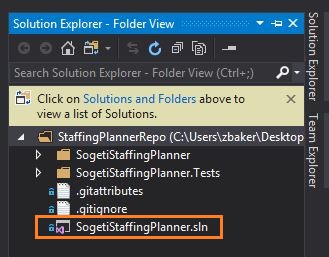 Solution Explorer - Folder View
Search Solution Explorer - Folder View (Ctrl+;)
Click on Solutions and Folders above to
view a list of Solutions.
StaffingPlannerRepo (C:\Users\zbaker\Desktop
SogetiStaffingPlanner
SogetiStaffingPlanner.Tests
.gitattributes
.gitignore
SogetiStaffingPlanner.sln
Solution Explorer
Team Explorer